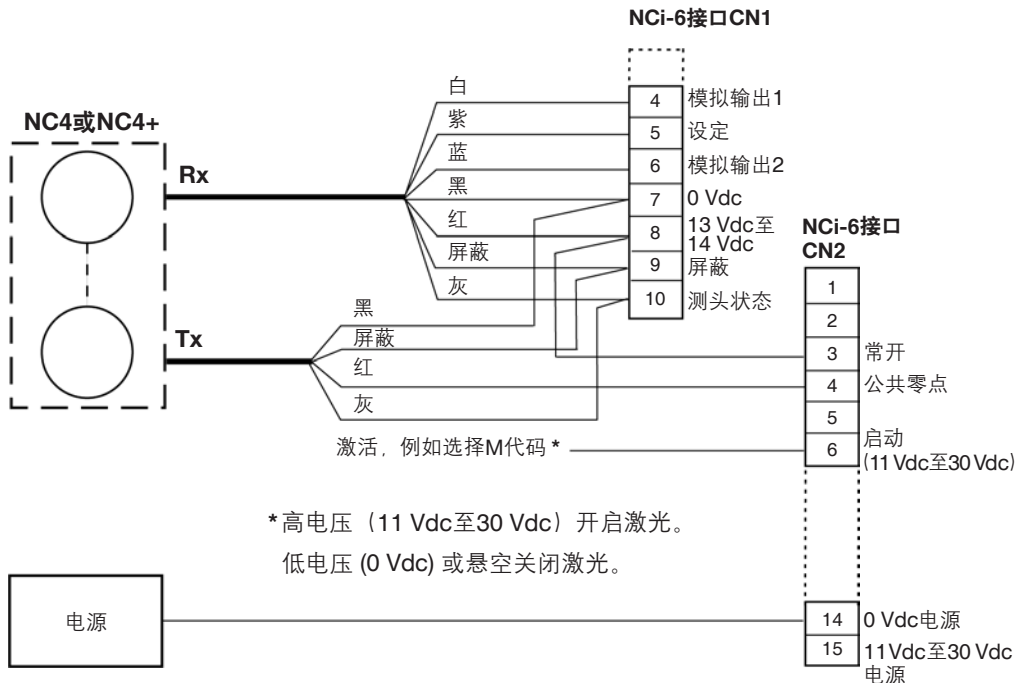 NCi-6接口CN1
NC4或NC4+
Rx
白
紫
蓝
黑
红
屏蔽
灰
4 模拟输出1
5 设定
6 模拟输出2
7 0 Vdc
8 13 Vdc至
14 Vdc
9 屏蔽
10 测头状态
Tx
黑
屏蔽
红
灰
NCi-6接口
CN2
1
2
3 常开
4 公共零点
5
6 启动
(11 Vdc至30 Vdc)
激活，例如选择M代码 *
*高电压（11 Vdc至30 Vdc）开启激光。
低电压 (0 Vdc) 或悬空关闭激光。
电源
14 0 Vdc电源
15 11Vdc至30 Vdc
电源